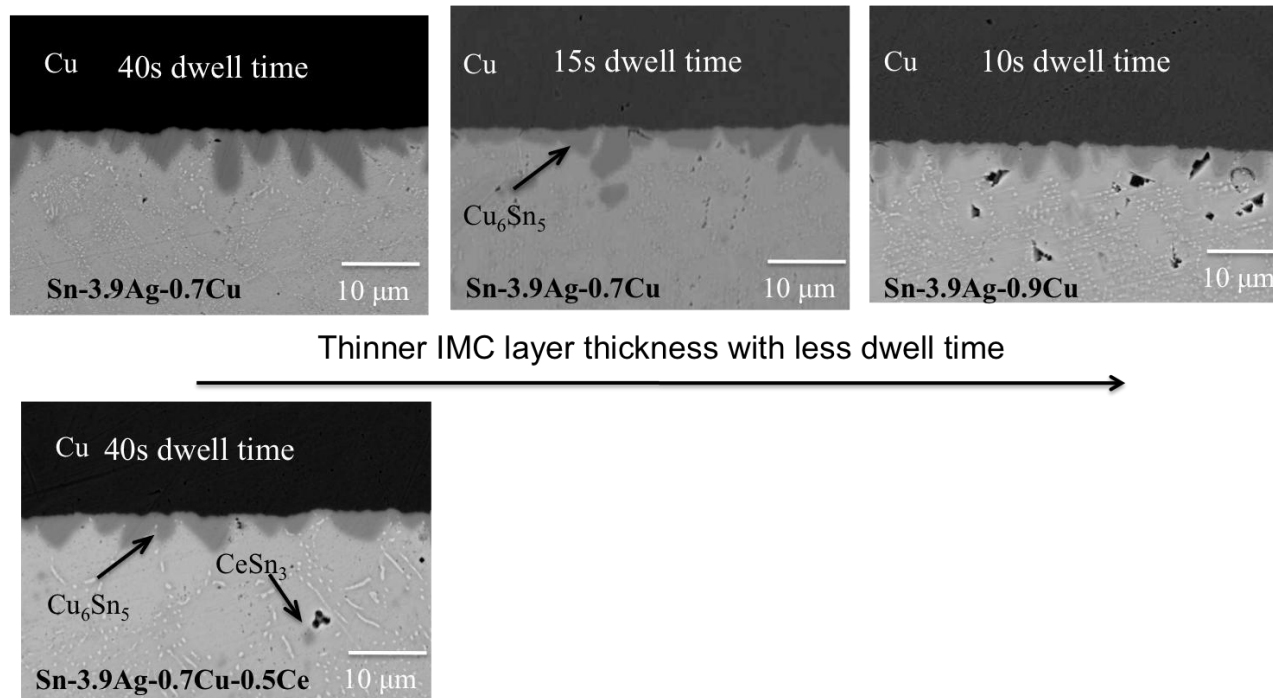 Cu 40s dwell time
Sn-3.9Ag-0.7Cu
10 μm
Cu 15s dwell time
Cu₆Sn₅
Sn-3.9Ag-0.7Cu
10 μm
Cu 10s dwell time
Sn-3.9Ag-0.9Cu
10 μm
Thinner IMC layer thickness with less dwell time
Cu 40s dwell time
CeSn₃
Cu₆Sn₅
Sn-3.9Ag-0.7Cu-0.5Ce
10 μm